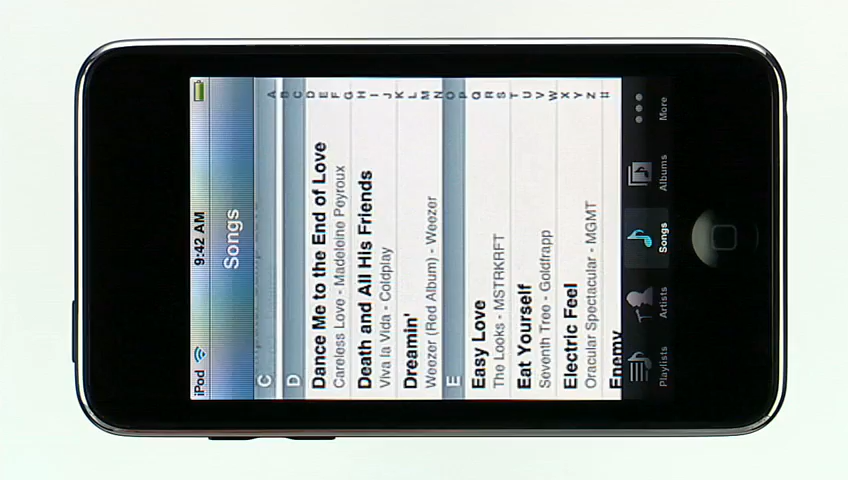 iPod 9:42 AM
Songs
C
D
Dance Me to the End of Love
Careless Love - Madeleine Peyroux
Death and All His Friends
Viva la Vida - Coldplay
Dreamin'
Weezer (Red Album) - Weezer
E
Easy Love
The Looks - MSTRKRFT
Eat Yourself
Seventh Tree - Goldfrapp
Electric Feel
Oracular Spectacular - MGMT
Enemy
A
B
C
D
E
F
G
H
I
J
K
L
M
N
O
P
Q
R
S
T
U
V
W
X
Y
Z
#
Playlists
Artists
Songs
Albums
More